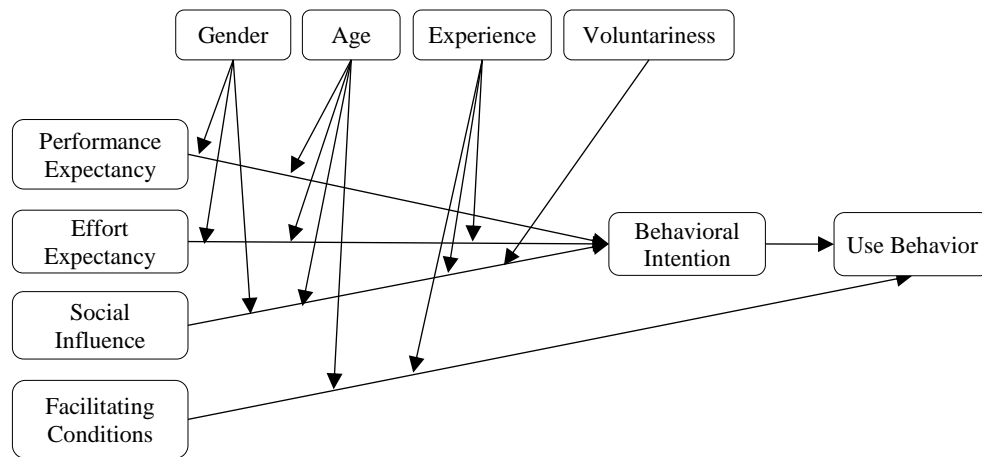 Gender
Age
Experience
Voluntariness
Performance
Expectancy
Effort
Expectancy
Behavioral
Intention
Use Behavior
Social
Influence
Facilitating
Conditions